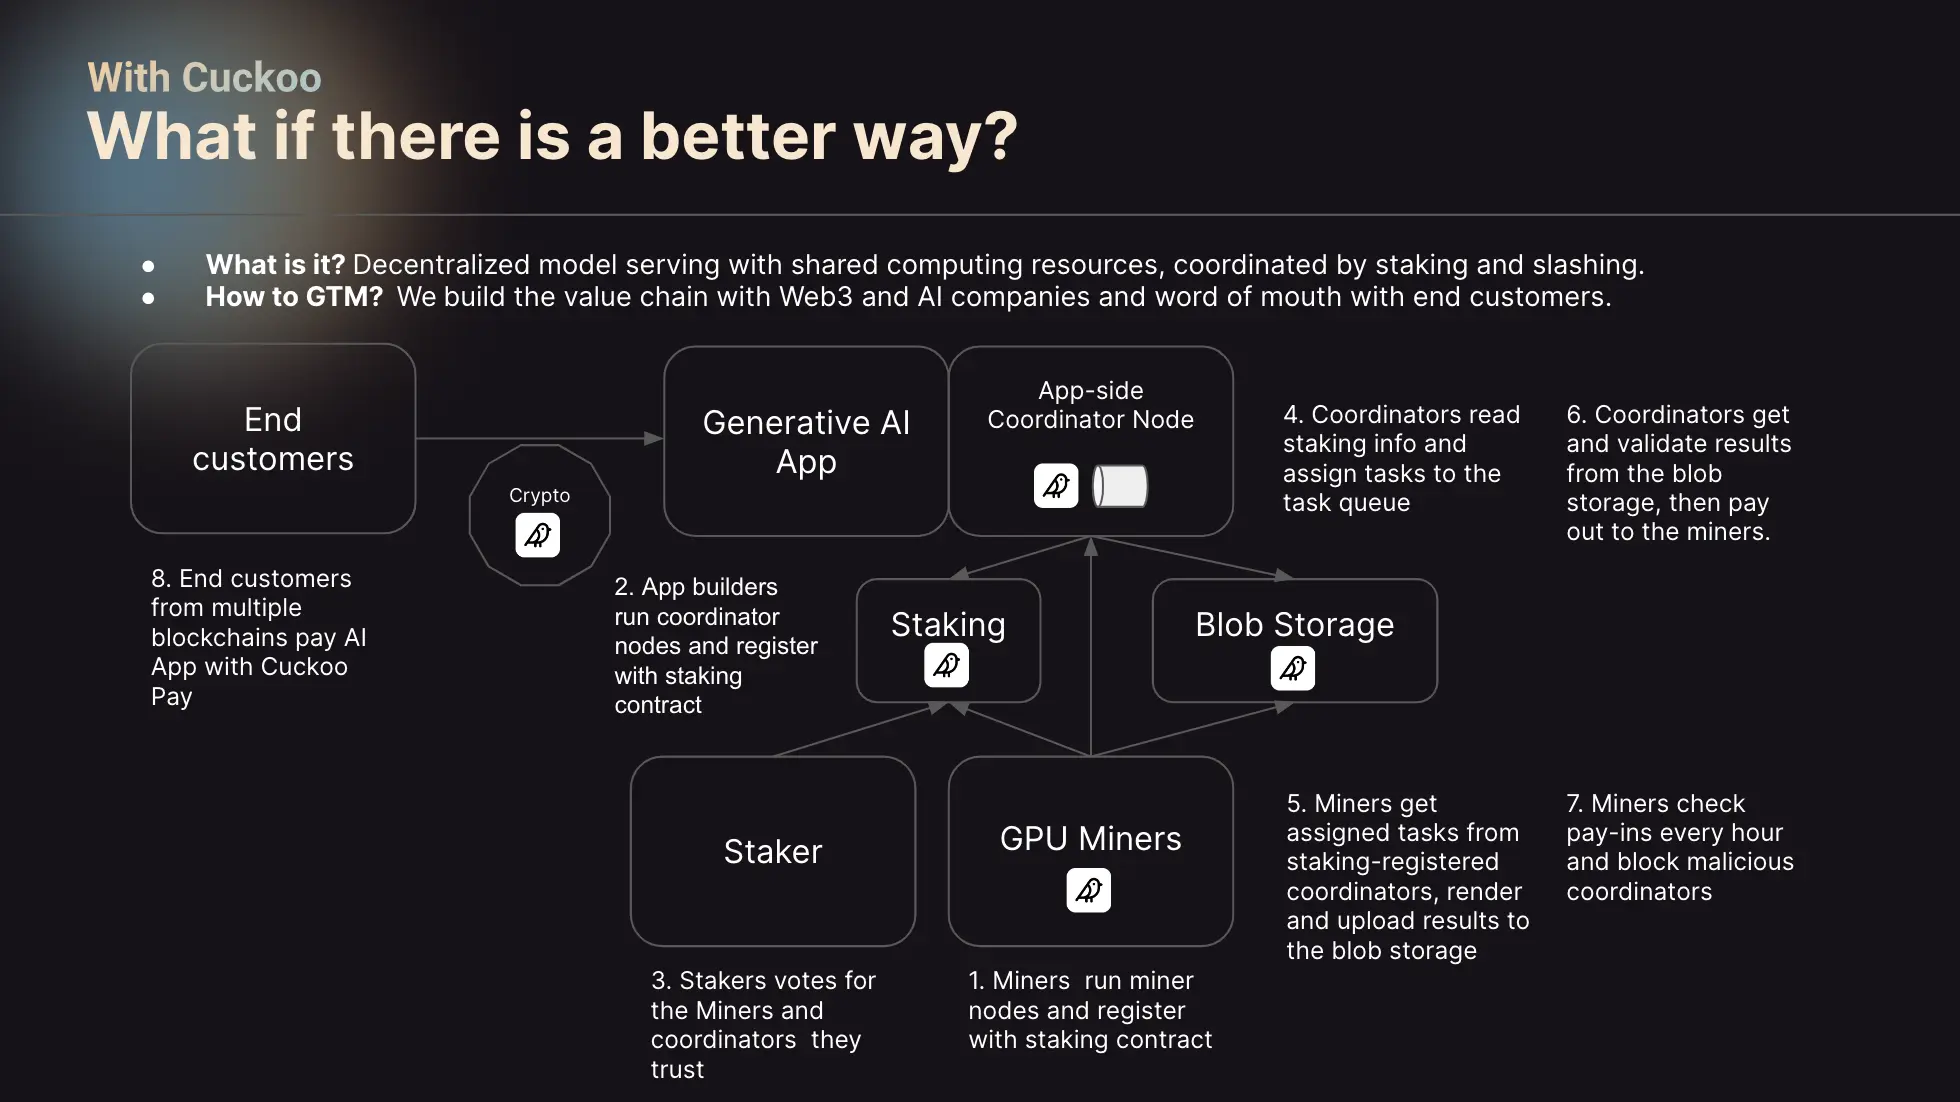 With Cuckoo
What if there is a better way?
● What is it? Decentralized model serving with shared computing resources, coordinated by staking and slashing.
● How to GTM? We build the value chain with Web3 and AI companies and word of mouth with end customers.
End
customers
Crypto
Generative AI
App
App-side
Coordinator Node
4. Coordinators read
staking info and
assign tasks to the
task queue
6. Coordinators get
and validate results
from the blob
storage, then pay
out to the miners.
8. End customers
from multiple
blockchains pay AI
App with Cuckoo
Pay
2. App builders
run coordinator
nodes and register
with staking
contract
Staking
Blob Storage
Staker
GPU Miners
5. Miners get
assigned tasks from
staking-registered
coordinators, render
and upload results to
the blob storage
7. Miners check
pay-ins every hour
and block malicious
coordinators
3. Stakers votes for
the Miners and
coordinators  they
trust
1. Miners  run miner
nodes and register
with staking contract